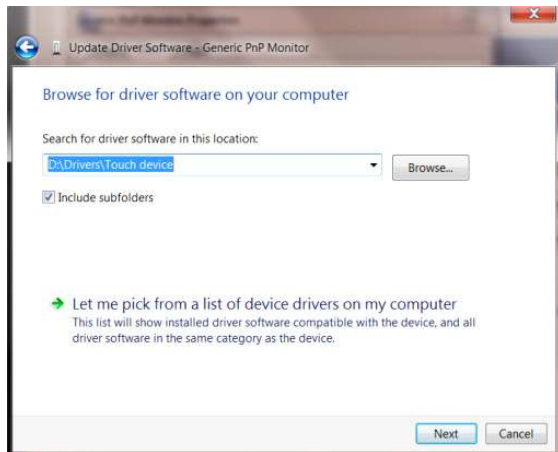 Update Driver Software - Generic PnP Monitor
Browse for driver software on your computer
Search for driver software in this location:
D:\Drivers\Touch device
Browse...
Include subfolders
Let me pick from a list of device drivers on my computer
This list will show installed driver software compatible with the device, and all
driver software in the same category as the device.
Next
Cancel